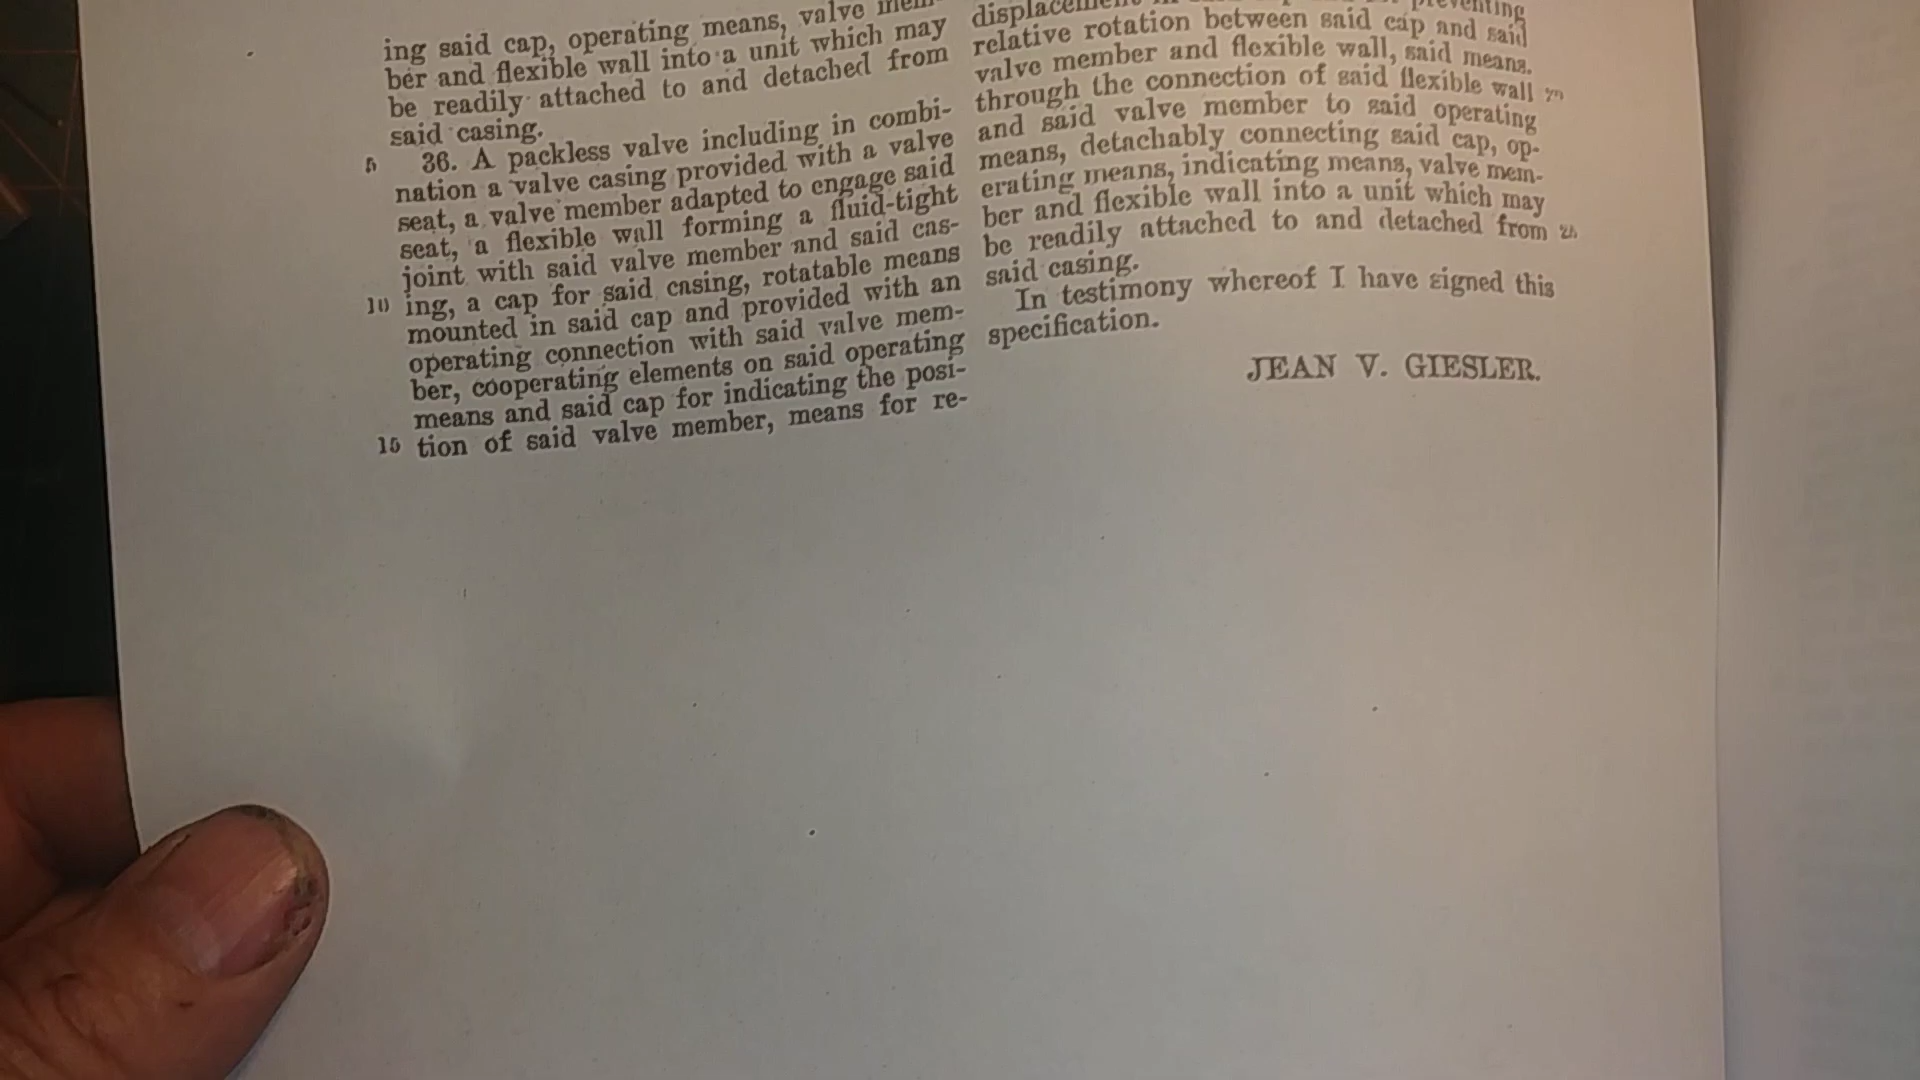 ing said cap, operating means, valve mem-
ber and flexible wall into a unit which may
be readily attached to and detached from
said casing.
5 36. A packless valve including in combi-
nation a valve casing provided with a valve
seat, a valve member adapted to engage said
seat, a flexible wall forming a fluid-tight
joint with said valve member and said cas-
10 ing, a cap for said casing, rotatable means
mounted in said cap and provided with an
operating connection with said valve mem-
ber, cooperating elements on said operating
means and said cap for indicating the posi-
15 tion of said valve member, means for re-
displacement preventing
relative rotation between said cap and said
valve member and flexible wall, said means,
through the connection of said flexible wall
and said valve member to said operating
means, detachably connecting said cap, op-
erating means, indicating means, valve mem-
ber and flexible wall into a unit which may
be readily attached to and detached from
said casing.
In testimony whereof I have signed this
specification.
JEAN V. GIESLER.